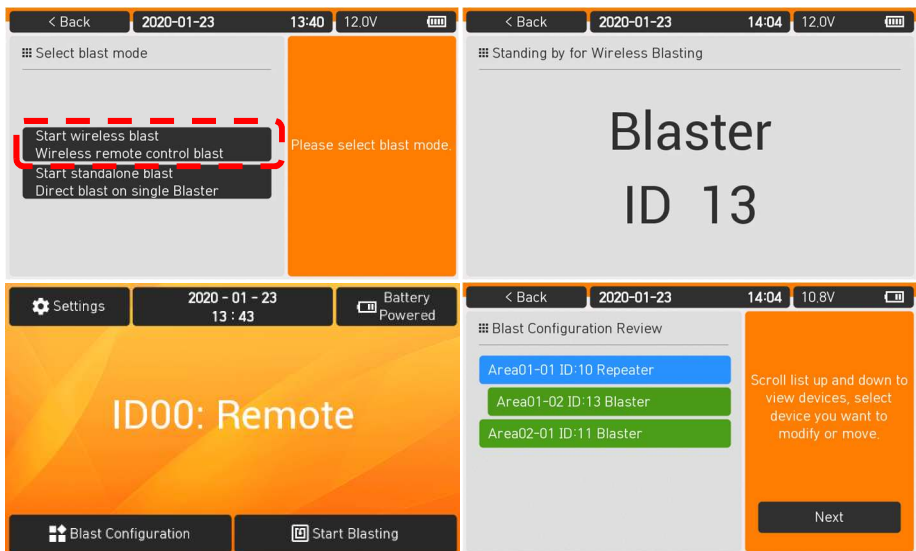 < Back
2020-01-23
13:40
12.0V
Select blast mode
Start wireless blast
Wireless remote control blast
Start standalone blast
Direct blast on single Blaster
Please select blast mode.
< Back
2020-01-23
14:04
12.0V
Standing by for Wireless Blasting
Blaster
ID 13
Settings
2020 - 01 - 23
13 : 43
Battery
Powered
ID00: Remote
Blast Configuration
Start Blasting
< Back
2020-01-23
14:04
10.8V
Blast Configuration Review
Area01-01 ID:10 Repeater
Area01-02 ID:13 Blaster
Area02-01 ID:11 Blaster
Scroll list up and down to
view devices, select
device you want to
modify or move.
Next